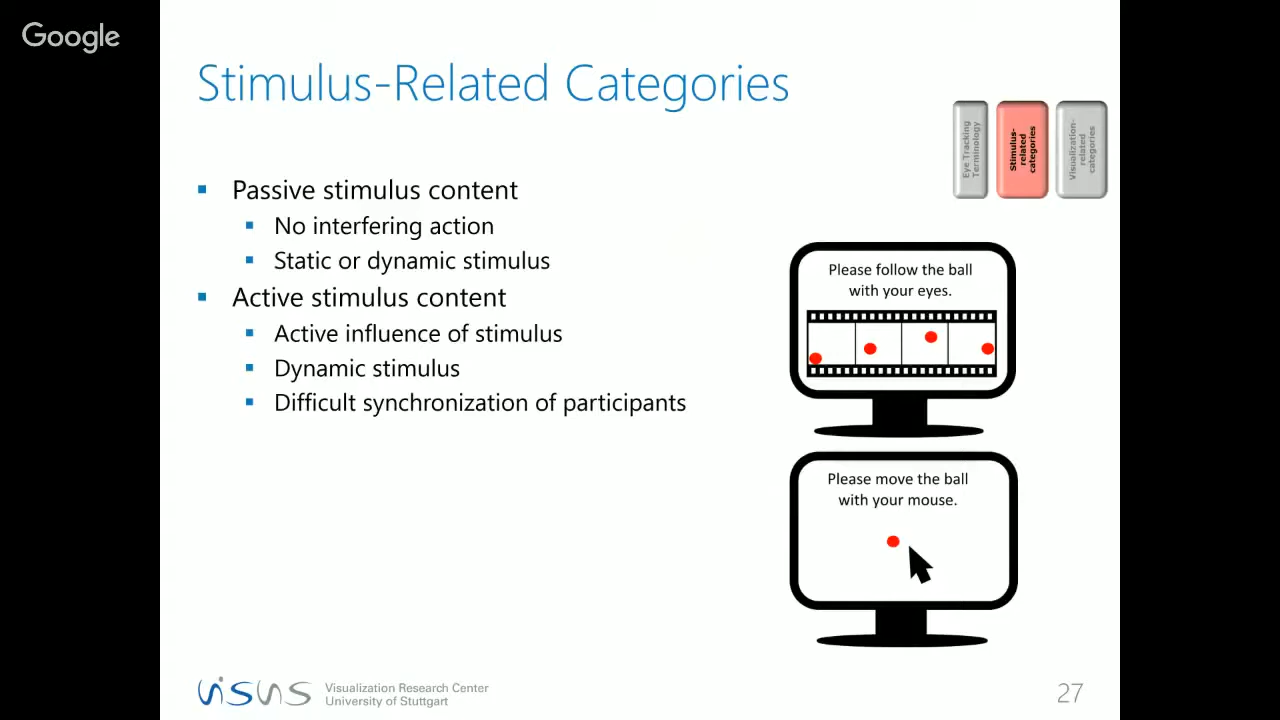 Google
Stimulus-Related Categories
Eye Tracking
Terminology
Stimulus-
related
categories
Visualization-
related
categories
Passive stimulus content
No interfering action
Static or dynamic stimulus
Active stimulus content
Active influence of stimulus
Dynamic stimulus
Difficult synchronization of participants
Please follow the ball
with your eyes.
Please move the ball
with your mouse.
visus
Visualization Research Center
University of Stuttgart
27